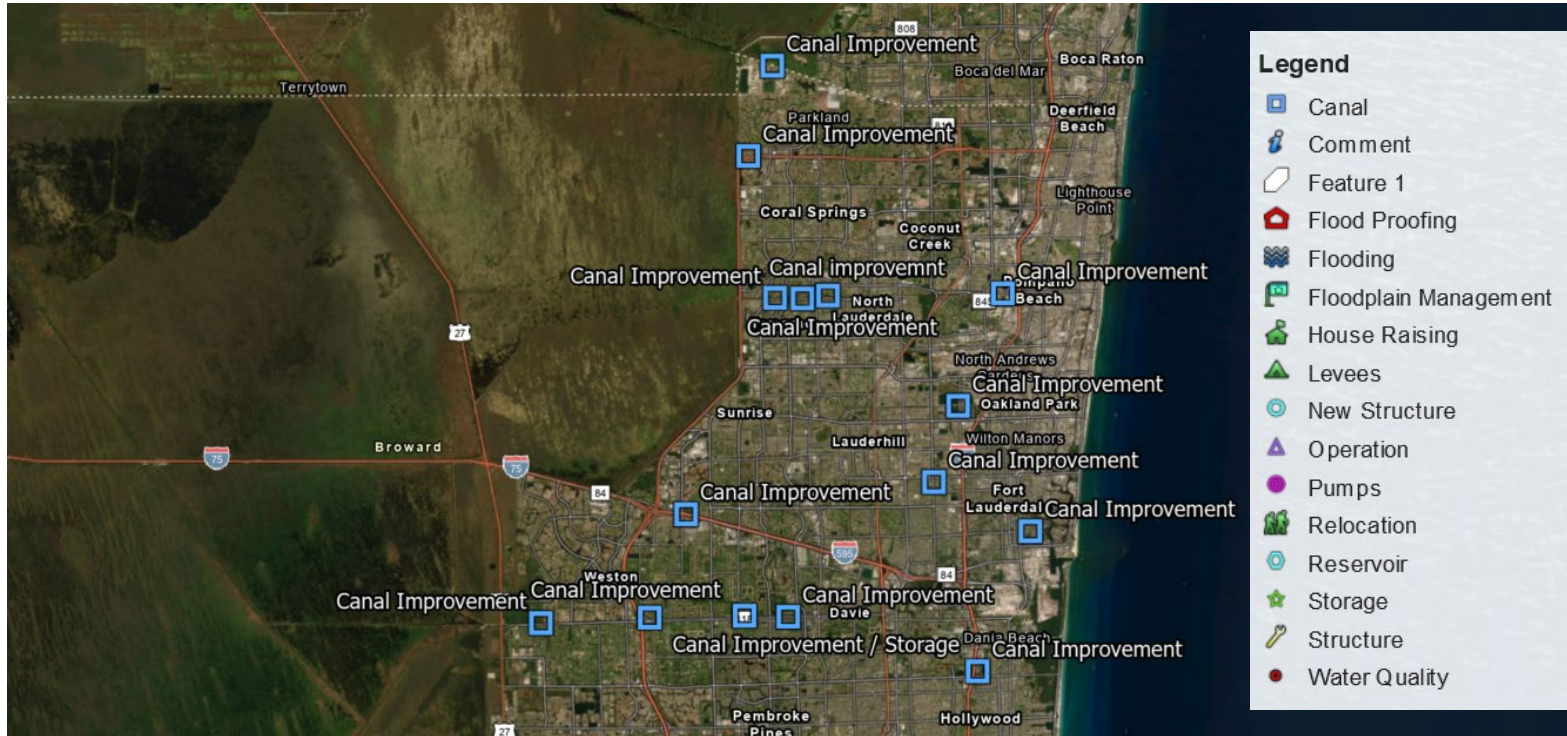 808
Canal Improvement
Boca Raton
Boca del Mar
Terrytown
Deerfield
Beach
Parkland
Canal Improvement
Lighthouse
Point
Coral Springs
Coconut
Creek
Canal Improvement
Canal improvemnt
Canal Improvement
845
Beach
North
Lauderdale
Canal Improvement
27
North Andrews
Canal Improvement
Oakland Park
Sunrise
Lauderhill
Wilton Manors
Broward
75
75
Canal Improvement
84
Canal Improvement
Fort
Lauderdal
Canal Improvement
595
84
Weston
Canal Improvement
Canal Improvement
Canal Improvement
Davie
Canal Improvement / Storage
Dania Beach
Canal Improvement
Pembroke
Pines
Hollywood
27
Legend
Canal
Comment
Feature 1
Flood Proofing
Flooding
Floodplain Management
House Raising
Levees
New Structure
Operation
Pumps
Relocation
Reservoir
Storage
Structure
Water Quality